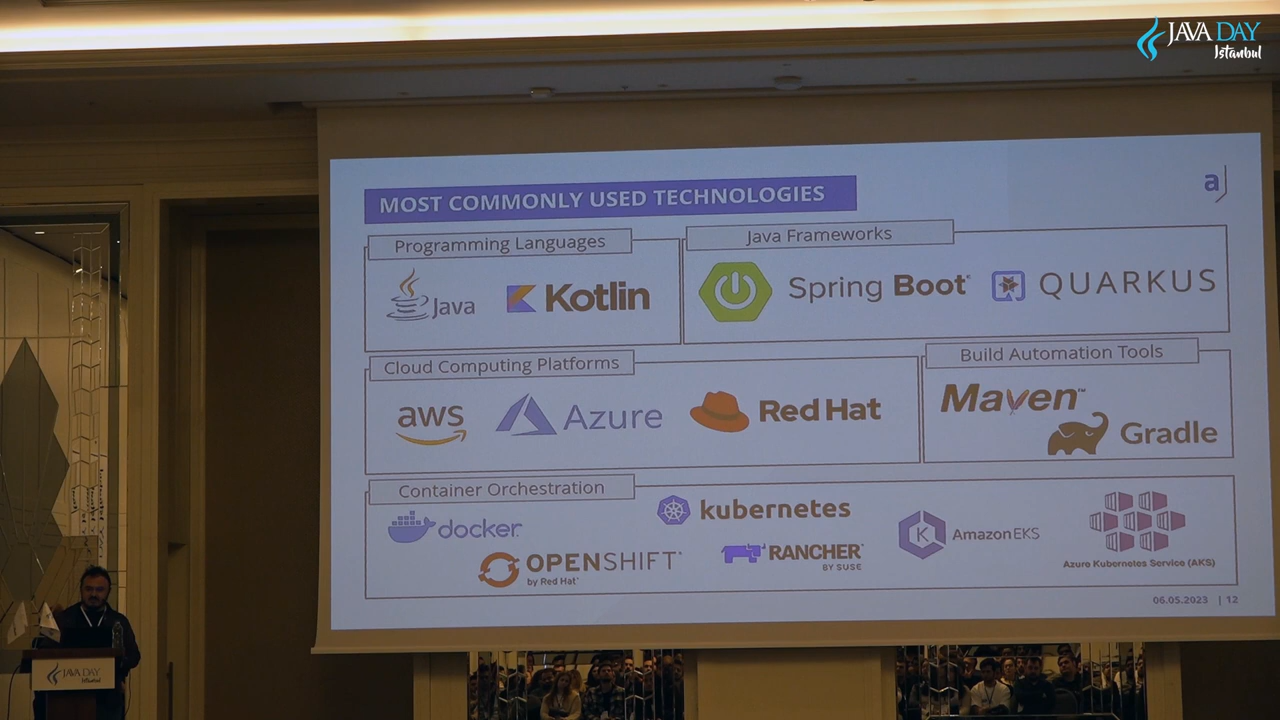 JAVA DAY
Istanbul
MOST COMMONLY USED TECHNOLOGIES
a
Programming Languages
Java
Kotlin
Java Frameworks
Spring Boot®
QUARKUS
Cloud Computing Platforms
aws
Azure
Red Hat
Build Automation Tools
Maven™
Gradle
Container Orchestration
docker
kubernetes
OPENSHIFT
by Red Hat®
RANCHER
BY SUSE
K
Amazon EKS
Azure Kubernetes Service (AKS)
06.05.2023 | 12
JAVA DAY
Istanbul